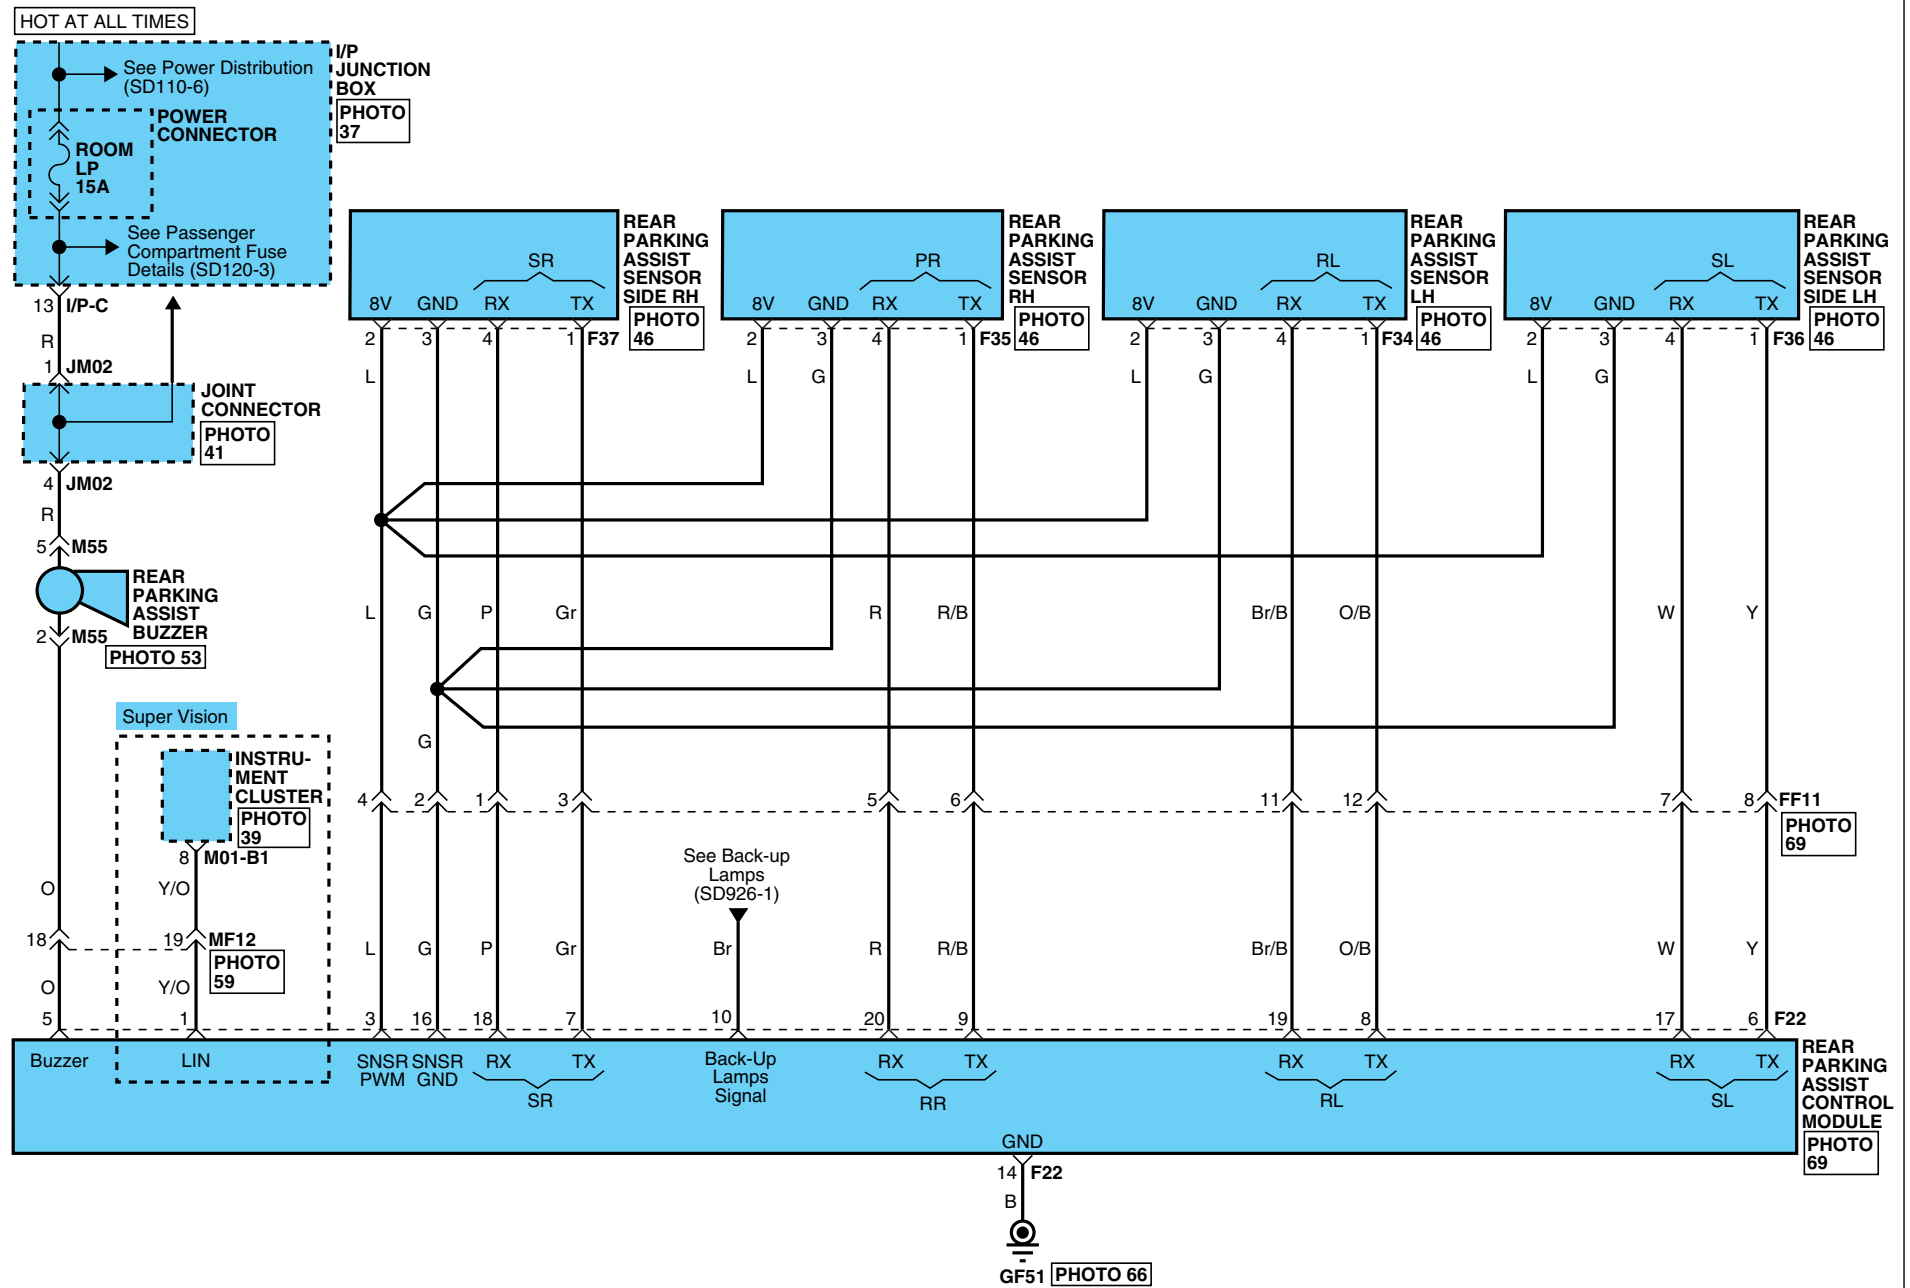 HOT AT ALL TIMES
See Power Distribution
(SD110-6)
POWER
CONNECTOR
ROOM
LP
15A
See Passenger
Compartment Fuse
Details (SD120-3)
I/P
JUNCTION
BOX
PHOTO
37
13 I/P-C
R
1 JM02
JOINT
CONNECTOR
PHOTO
41
4 JM02
R
5 M55
REAR
PARKING
ASSIST
BUZZER
2 M55
PHOTO 53
SR
8V GND RX TX
REAR
PARKING
ASSIST
SENSOR
SIDE RH
PHOTO
46
2 3 4 1 F37
PR
8V GND RX TX
REAR
PARKING
ASSIST
SENSOR
RH
PHOTO
46
2 3 4 1 F35
RL
8V GND RX TX
REAR
PARKING
ASSIST
SENSOR
LH
PHOTO
46
2 3 4 1 F34
SL
8V GND RX TX
REAR
PARKING
ASSIST
SENSOR
SIDE LH
PHOTO
46
2 3 4 1 F36
L L G L G L G
L G P Gr R R/B Br/B O/B W Y
G
Super Vision
INSTRU-
MENT
CLUSTER
PHOTO
39
8 M01-B1
4 2 1 3 5 6 11 12 7 8 FF11
PHOTO
69
See Back-up
Lamps
(SD926-1)
O Y/O
18 19 MF12
PHOTO
59
L G P Gr Br R R/B Br/B O/B W Y
O Y/O
5 1 3 16 18 7 10 20 9 19 8 17 6 F22
Buzzer LIN SNSR PWM SNSR GND RX TX Back-Up Lamps Signal RX TX RX TX RX TX
SR RR RL SL
REAR
PARKING
ASSIST
CONTROL
MODULE
PHOTO
69
GND
14 F22
B
GF51 PHOTO 66